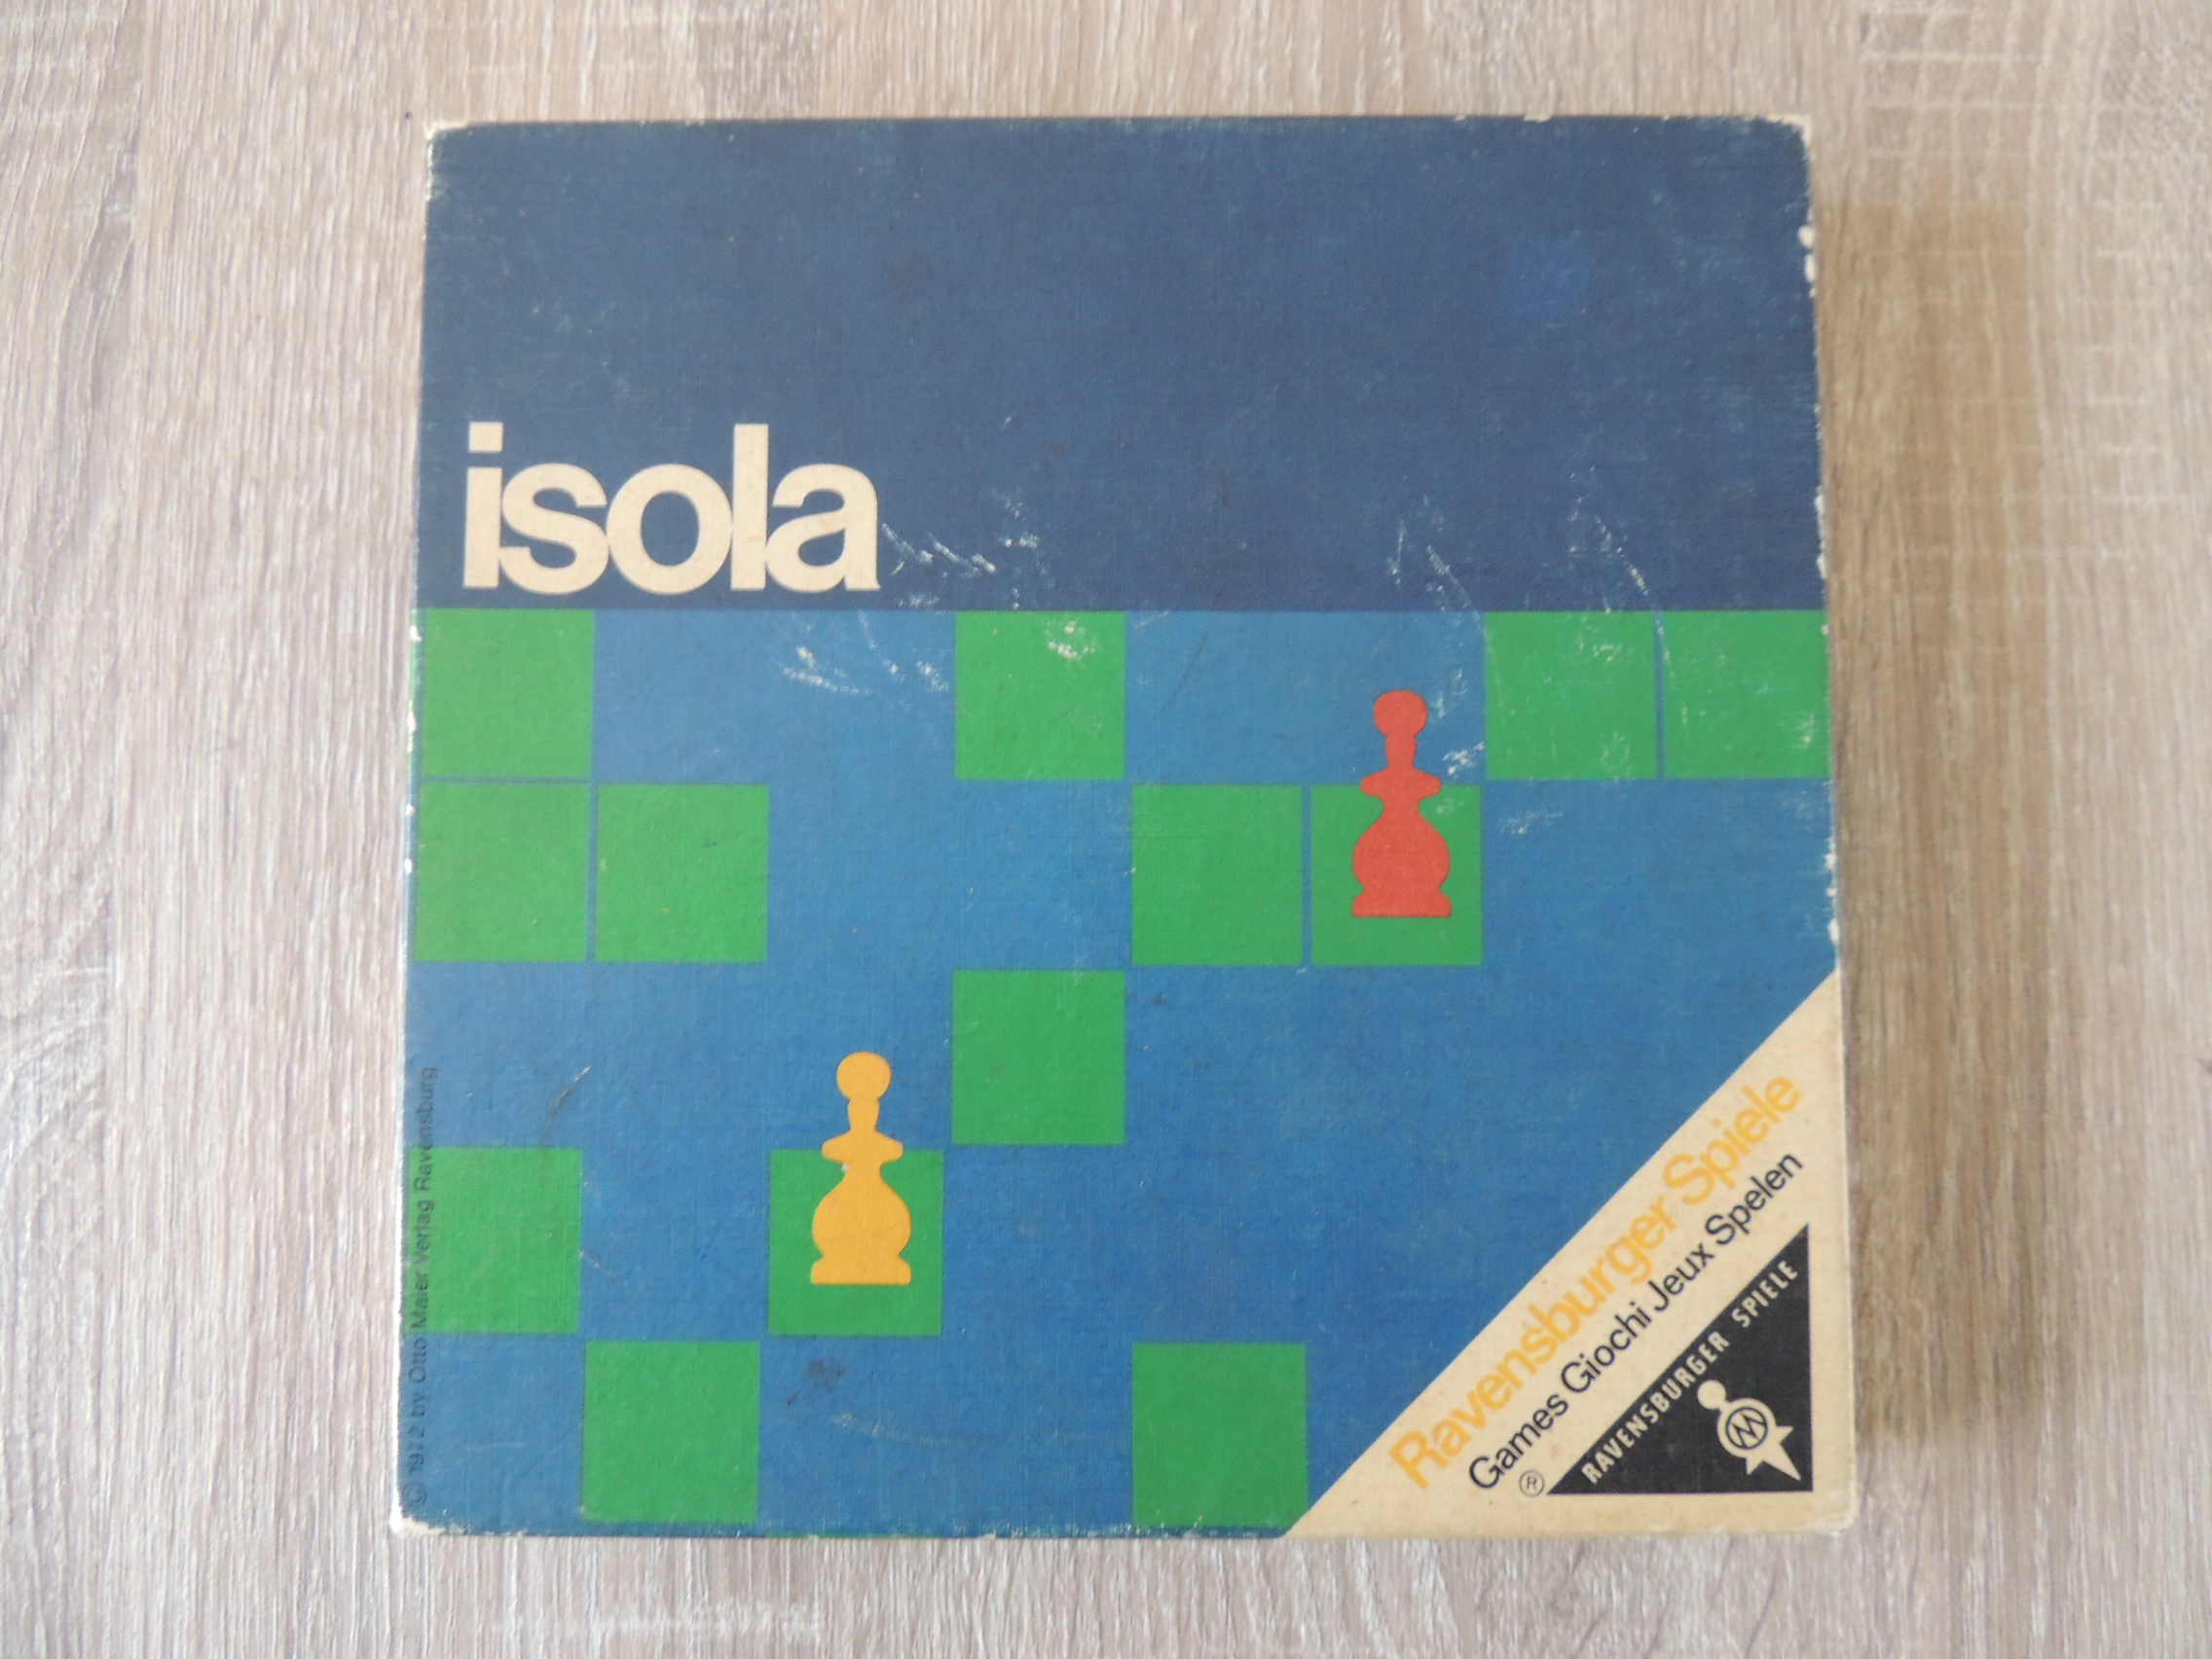 isola
© 1972 by Otto Maier Verlag Ravensburg
Ravensburger Spiele
Games Giochi Jeux Spelen
®
RAVENSBURGER SPIELE